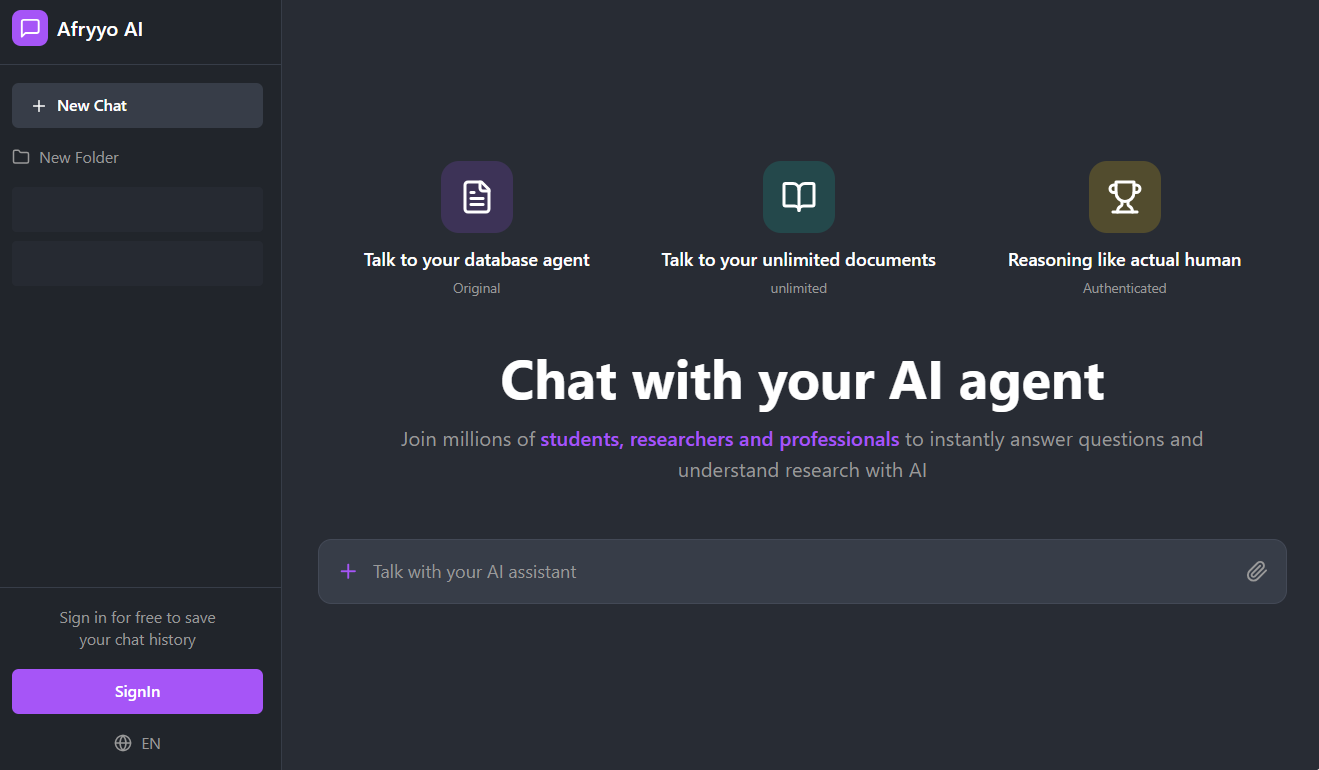 Afryyo AI
New Chat
New Folder
Sign in for free to save
your chat history
SignIn
EN
Talk to your database agent
Original
Talk to your unlimited documents
unlimited
Reasoning like actual human
Authenticated
Chat with your AI agent
Join millions of students, researchers and professionals to instantly answer questions and
understand research with AI
Talk with your AI assistant